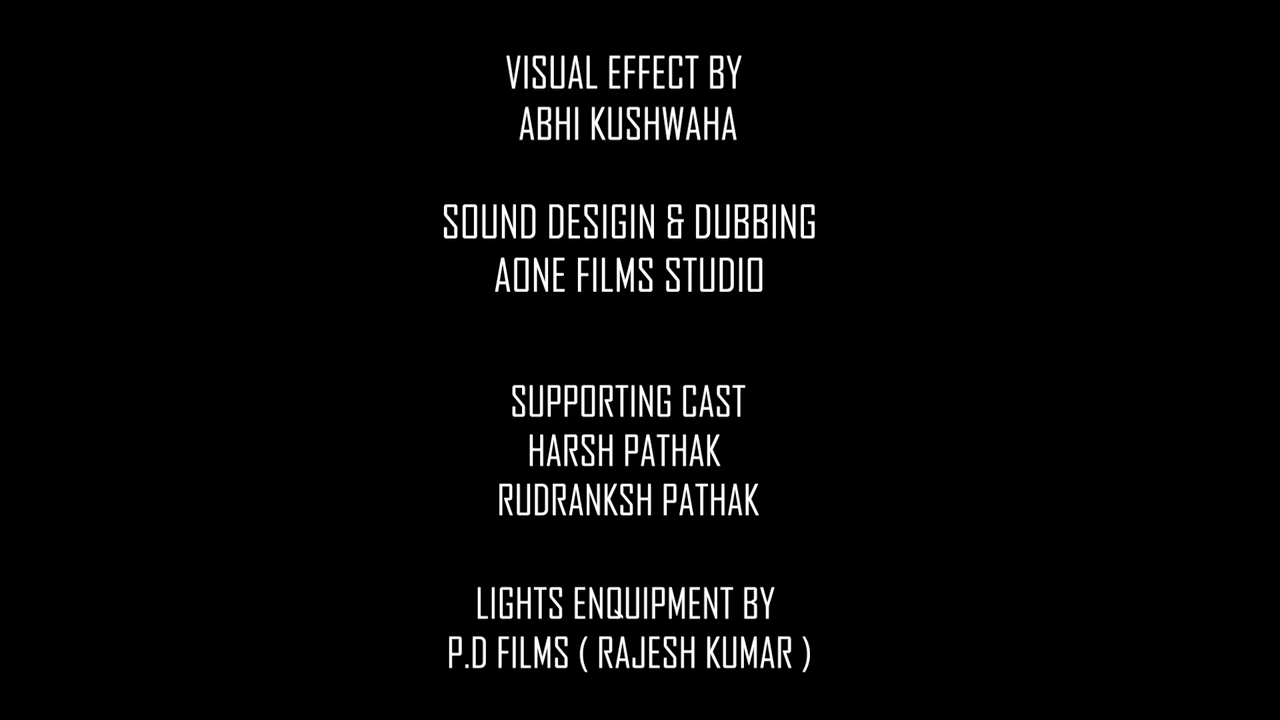 VISUAL EFFECT BY
ABHI KUSHWAHA
SOUND DESIGIN & DUBBING
AONE FILMS STUDIO
SUPPORTING CAST
HARSH PATHAK
RUDRANKSH PATHAK
LIGHTS ENQUIPMENT BY
P.D FILMS ( RAJESH KUMAR )